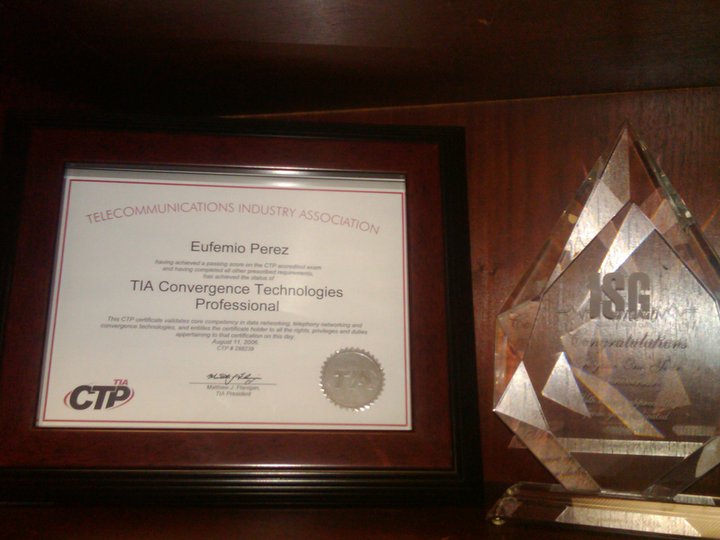 TELECOMMUNICATIONS INDUSTRY ASSOCIATION
Eufemio Perez
having achieved a passing score on the CTP accredited exam
and having completed all other prescribed requirements,
has achieved the status of
TIA Convergence Technologies
Professional
This CTP certificate validates core competency in data networking, telephony networking and
convergence technologies, and entitles the certificate holder to all the rights, privileges and duties
appertaining to that certification on this day
August 11, 2006
CTP #
Matthew J. Flanigan,
TIA President
TIA
CTP
TIA
ISG
Congratulations